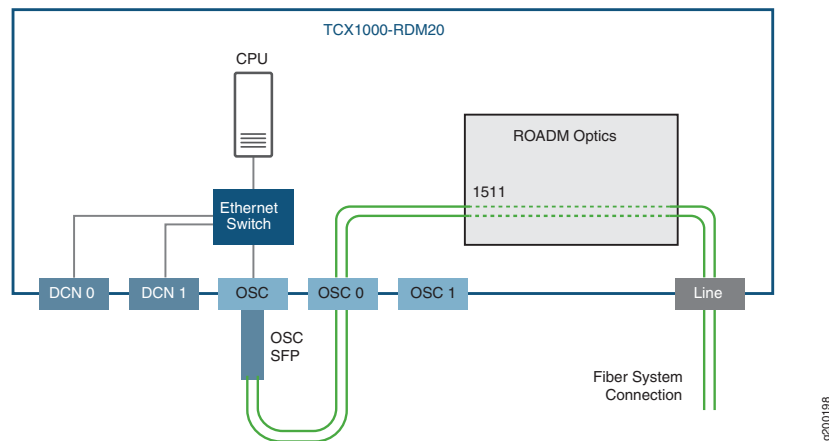 TCX1000-RDM20
CPU
ROADM Optics
1511
Ethernet
Switch
DCN 0
DCN 1
OSC
OSC 0
OSC 1
Line
OSC
SFP
Fiber System
Connection
g200198